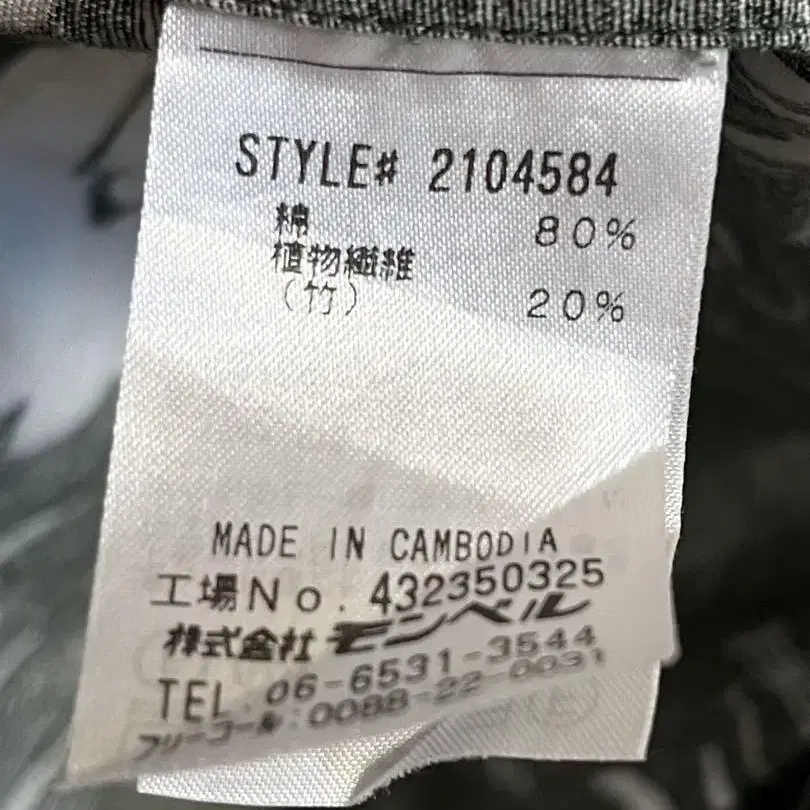 STYLE# 2104584
綿 80%
植物繊維
(竹) 20%
MADE IN CAMBODIA
工場No. 432350325
株式会社モンベル
TEL. 06-6531-3544
フリーコール:0088-22-0031